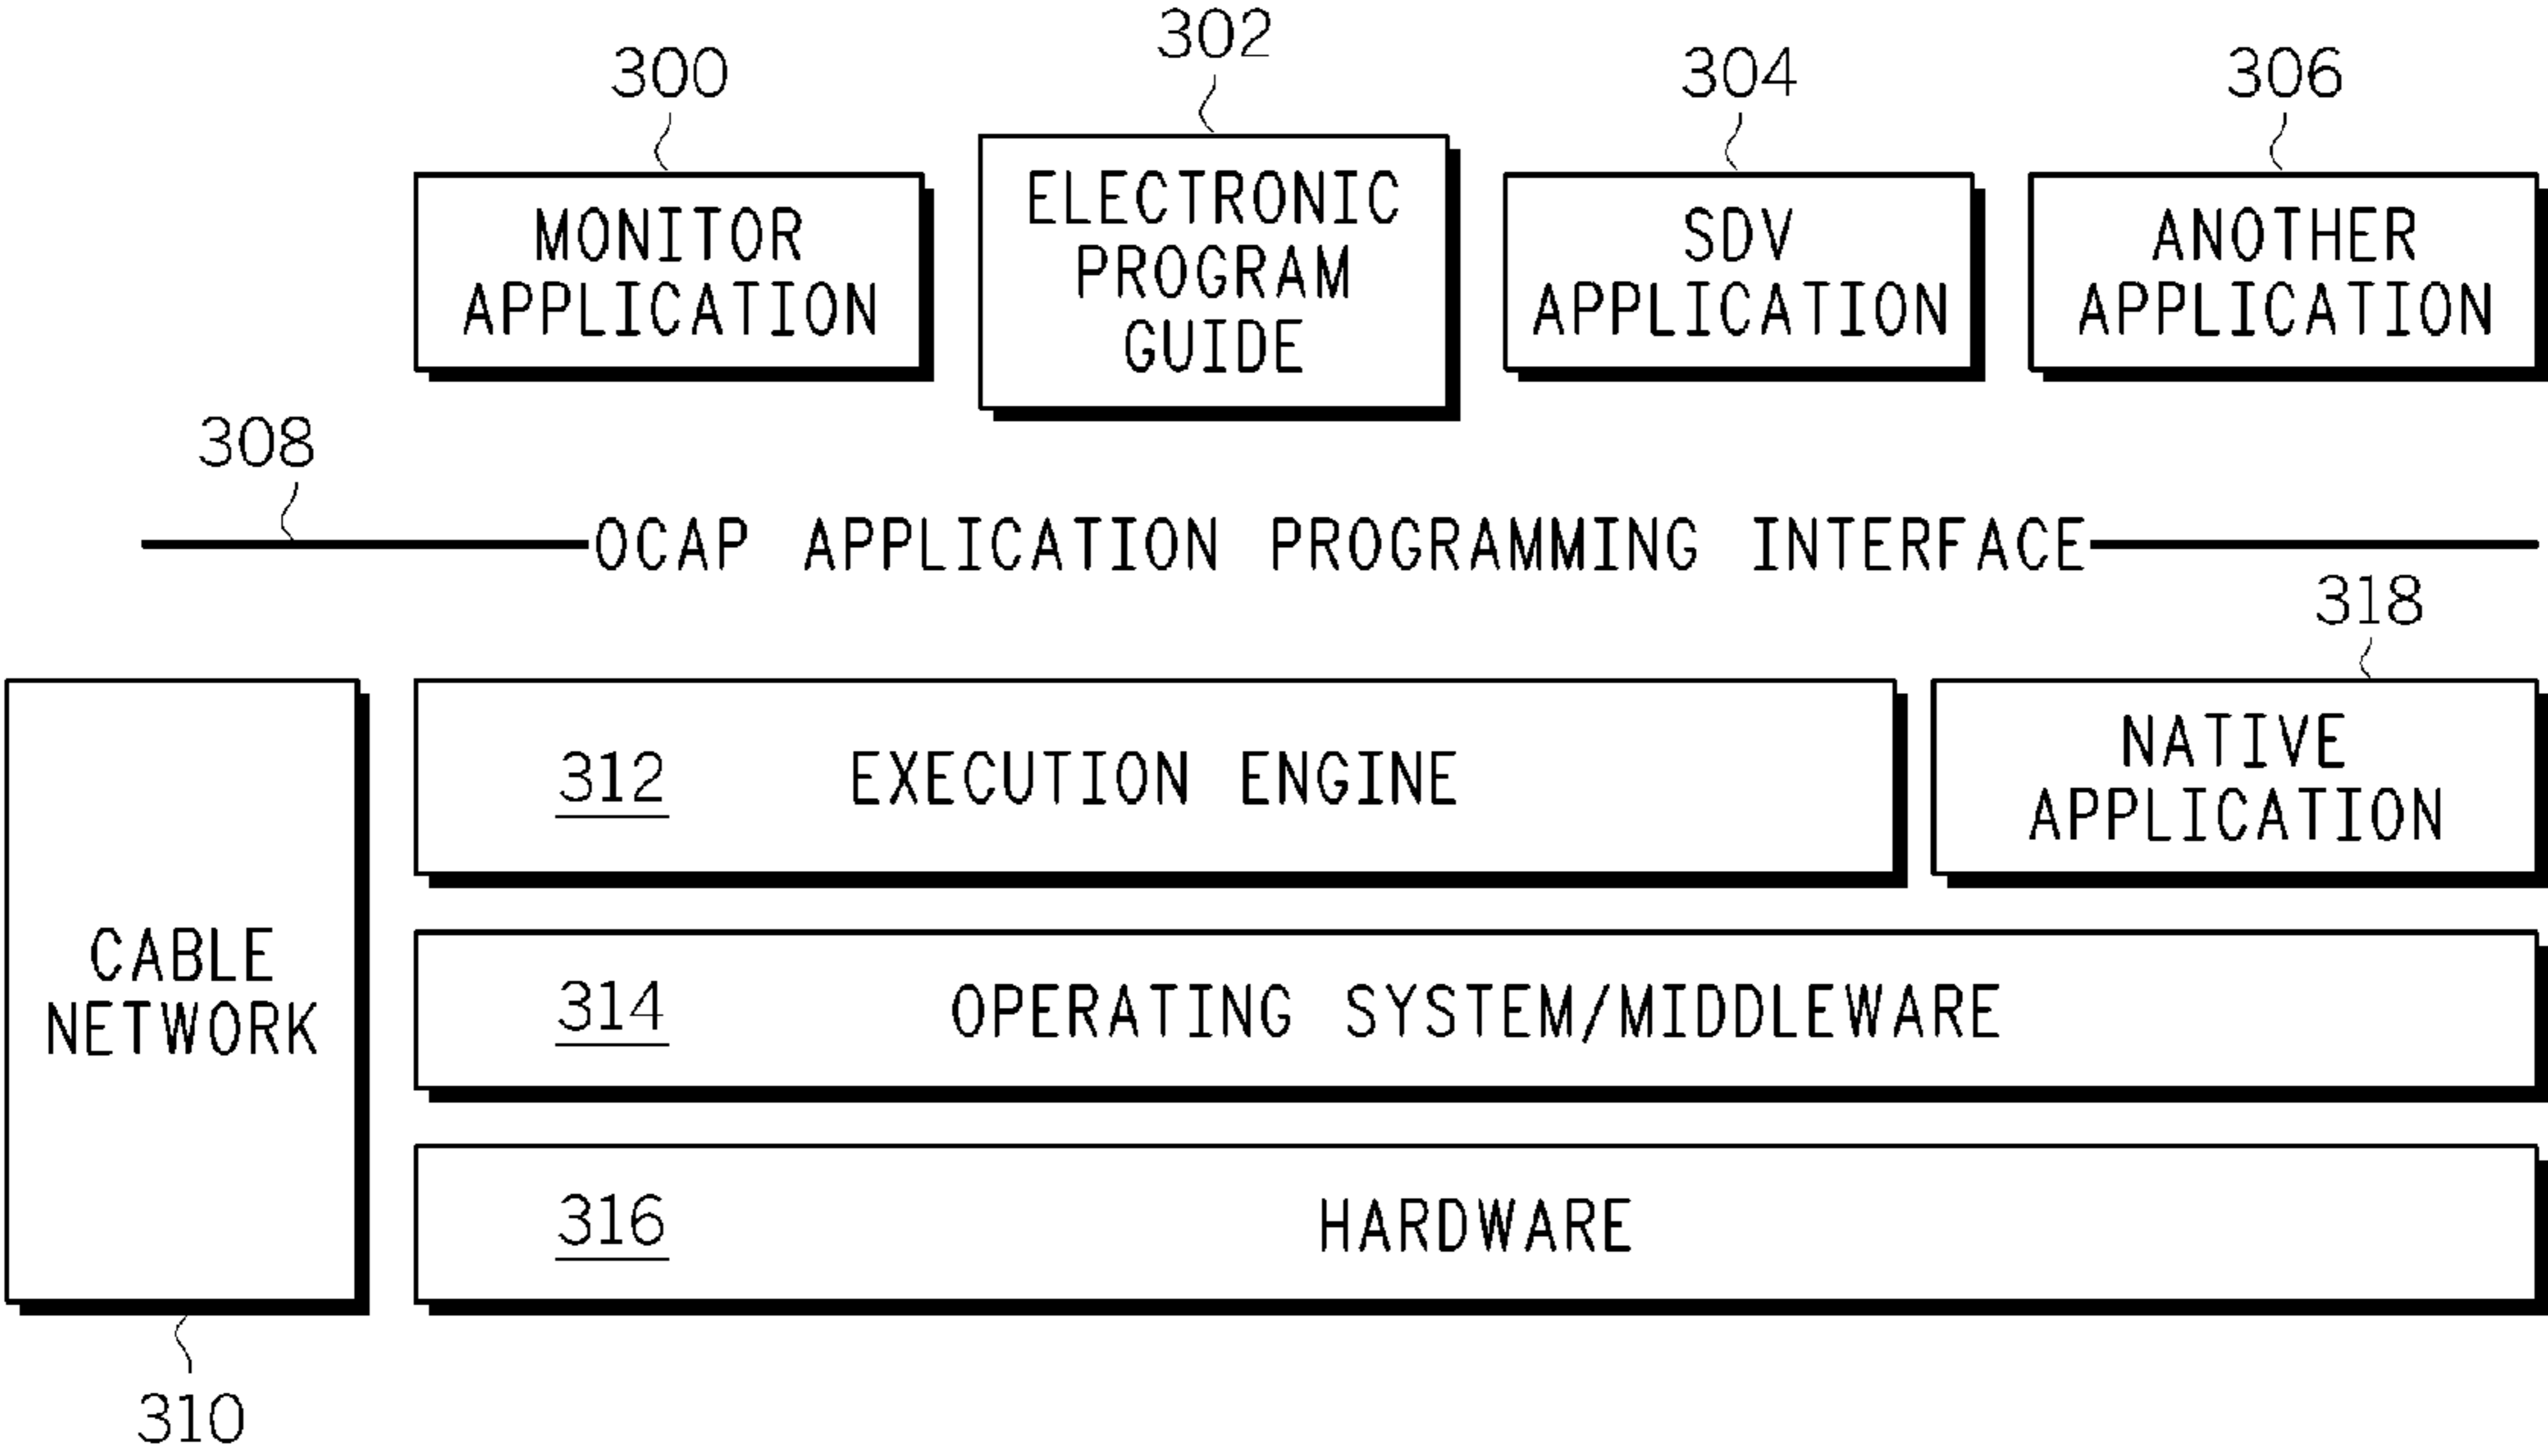 302
300
304
306
MONITOR
APPLICATION
ELECTRONIC
PROGRAM
GUIDE
SDV
APPLICATION
ANOTHER
APPLICATION
308
OCAP APPLICATION PROGRAMMING INTERFACE
318
312 EXECUTION ENGINE
NATIVE
APPLICATION
CABLE
NETWORK
314 OPERATING SYSTEM/MIDDLEWARE
316 HARDWARE
310